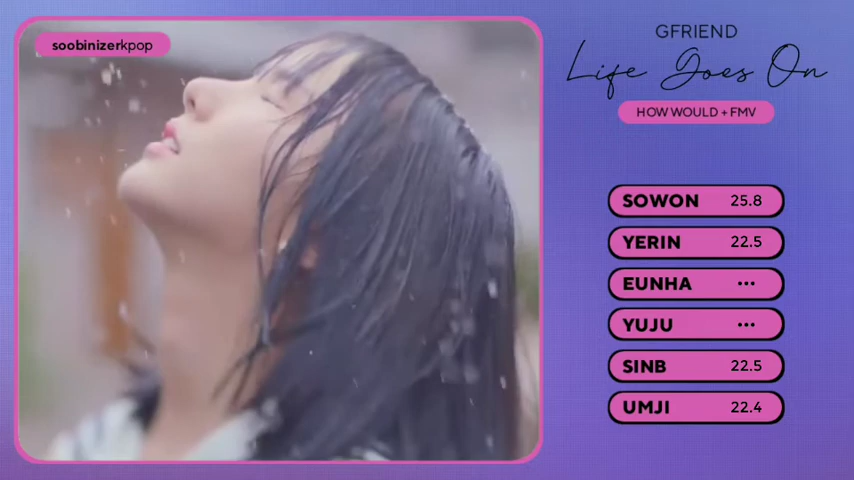 soobinizerkpop
GFRIEND
Life Goes On
HOW WOULD + FMV
SOWON 25.8
YERIN 22.5
EUNHA •••
YUJU •••
SINB 22.5
UMJI 22.4